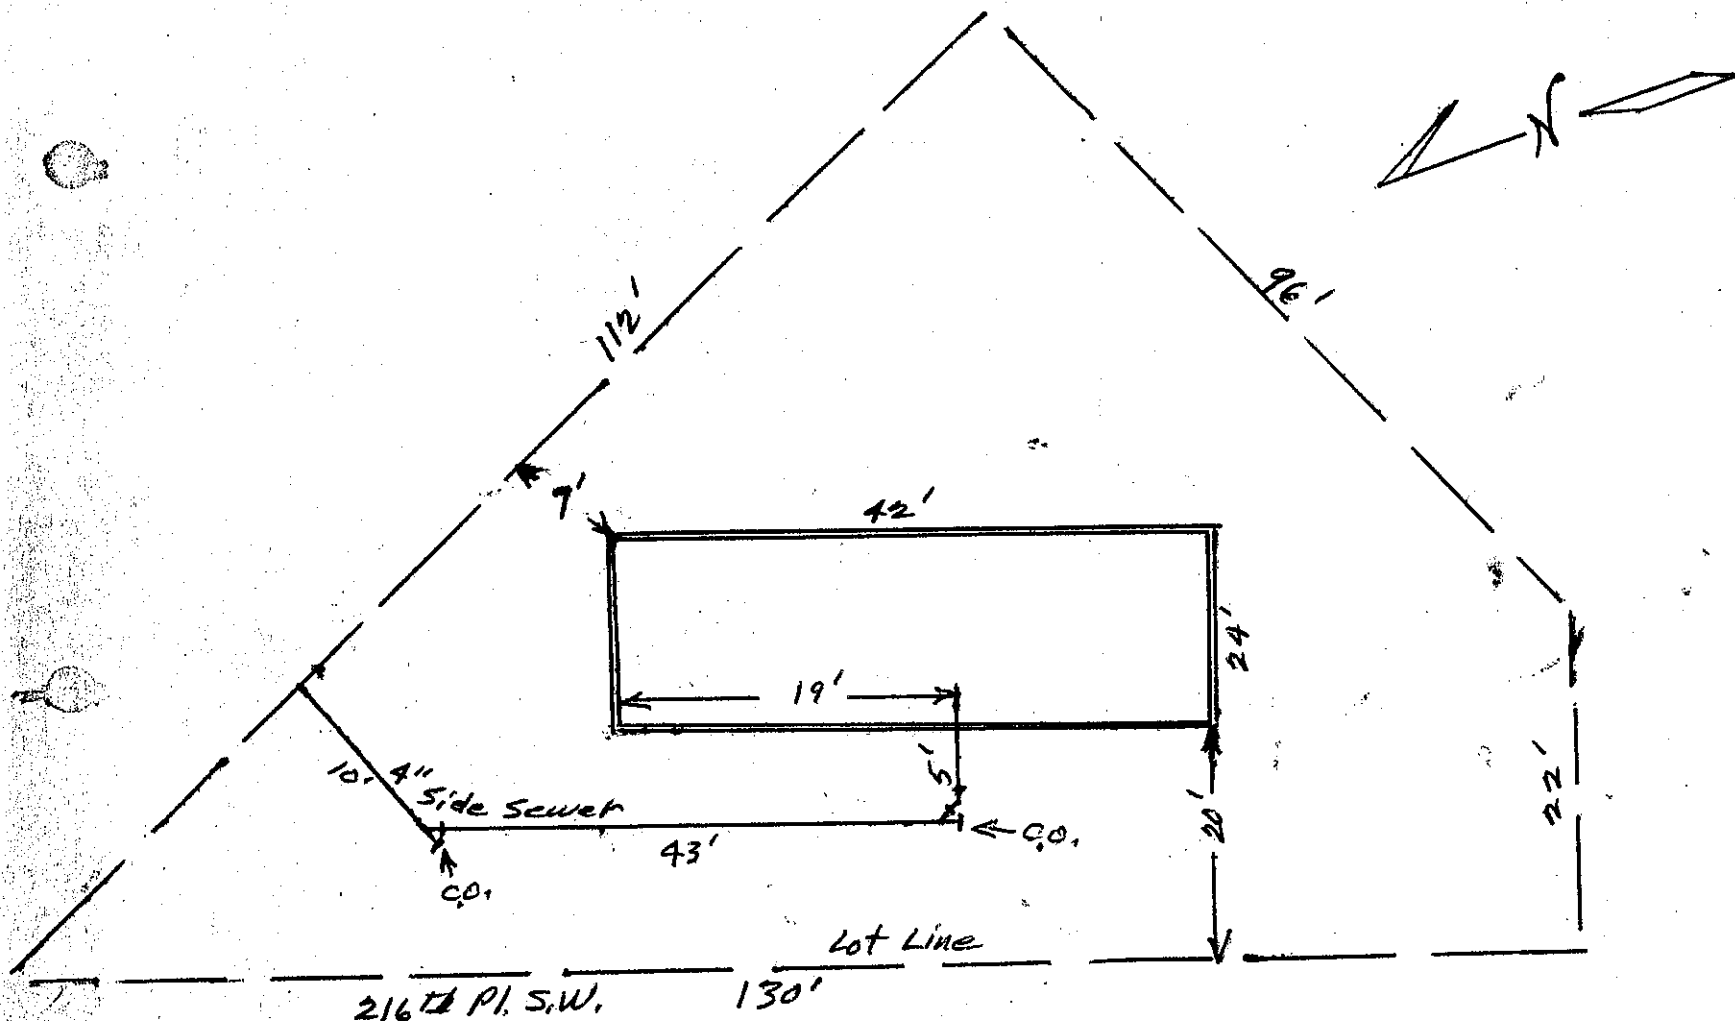 N
112'
96'
9'
42'
24'
19'
5'
22'
10.
4"
Side Sewer
20'
43'
C.O.
C.O.
Lot Line
216th Pl. S.W.
130'